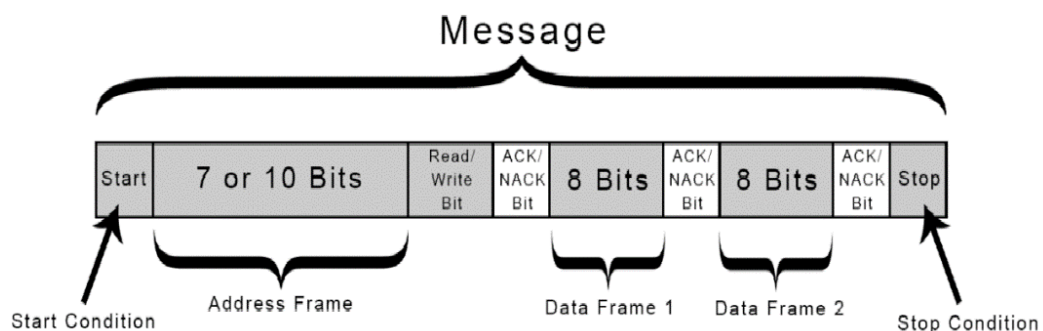 Message
Start
7 or 10 Bits
Read/
Write
Bit
ACK/
NACK
Bit
8 Bits
ACK/
NACK
Bit
8 Bits
ACK/
NACK
Bit
Stop
Start Condition
Address Frame
Data Frame 1
Data Frame 2
Stop Condition